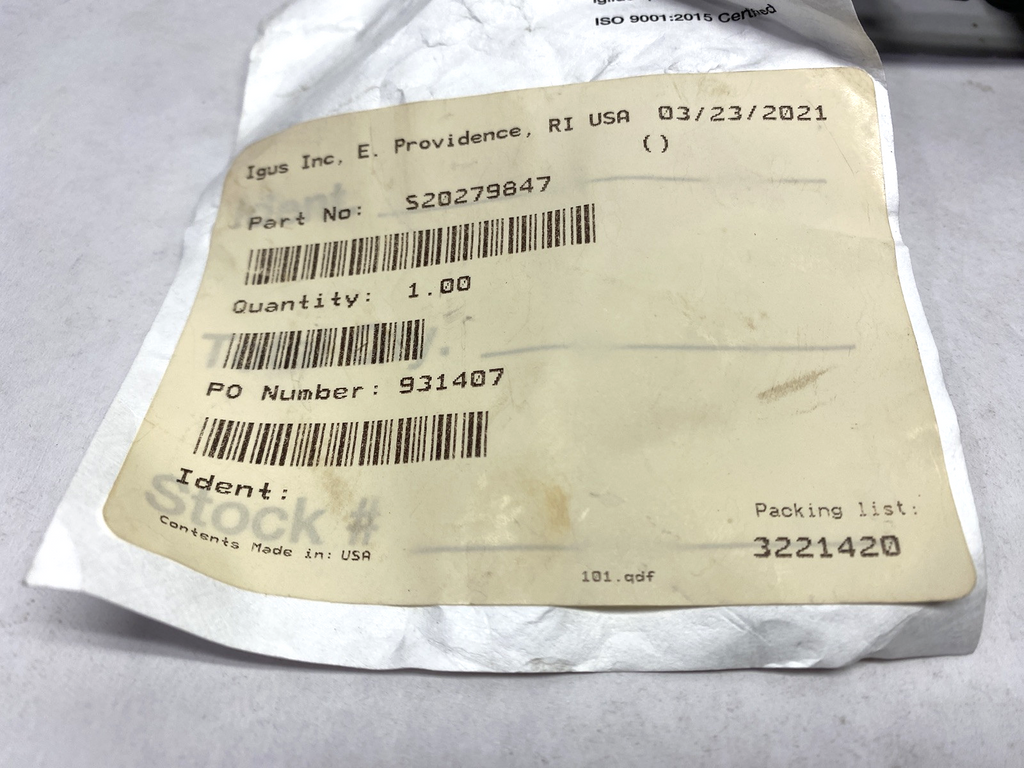 ISO 9001:2015 Certified
Igus Inc, E. Providence, RI USA 03/23/2021
()
Part No: S20279847
Quantity: 1.00
PO Number: 931407
Ident:
Stock #
Contents Made in: USA
Packing list:
3221420
101.qdf